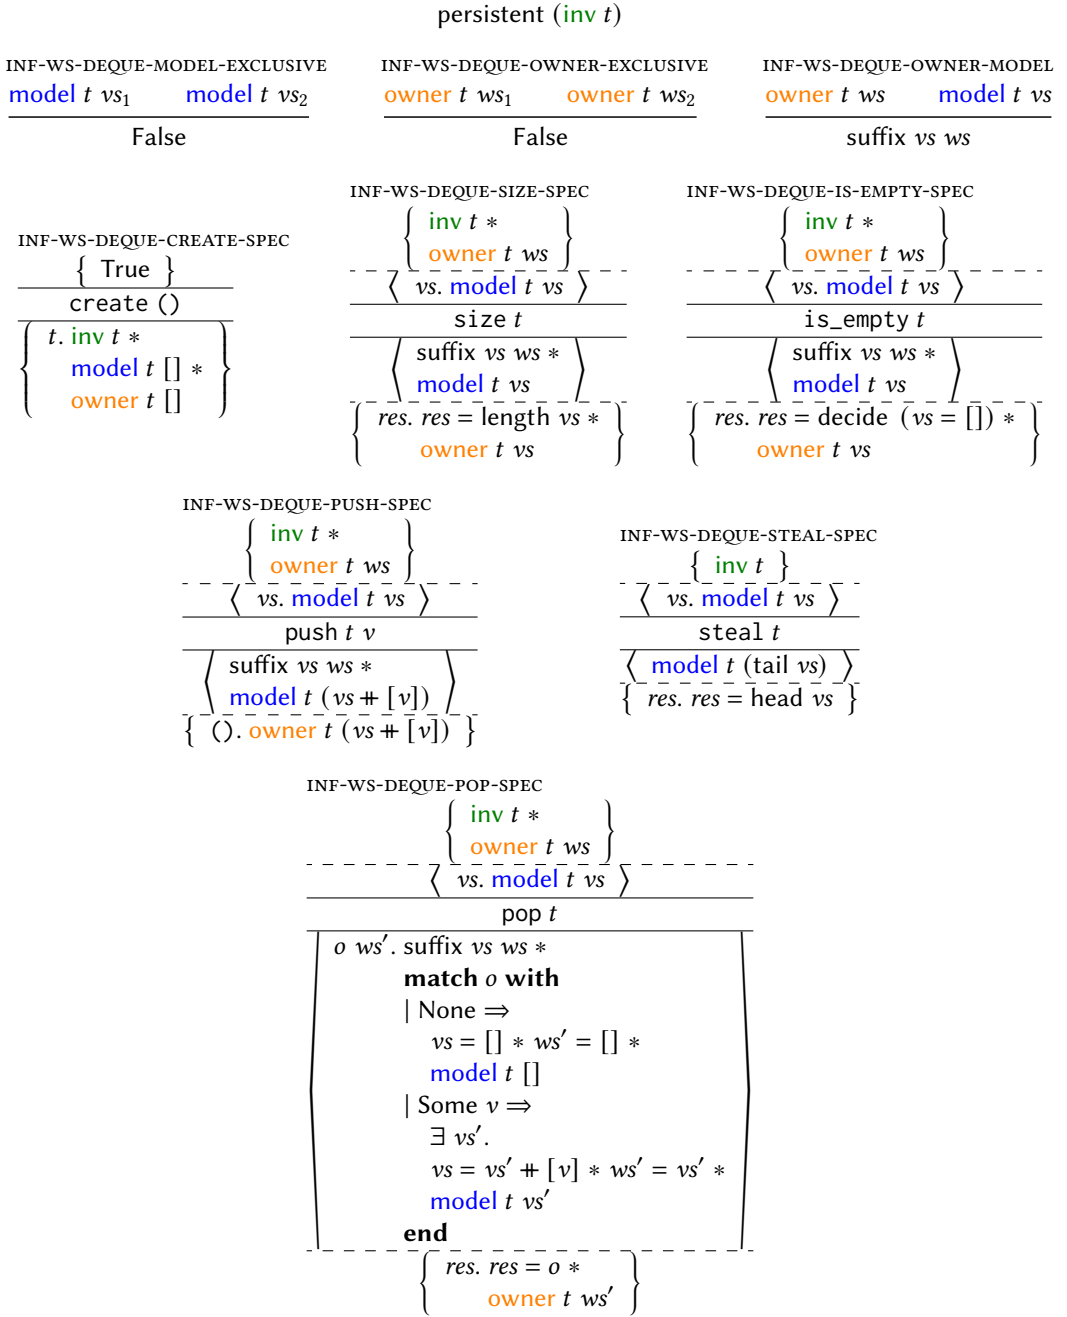 persistent (inv t)
INF-WS-DEQUE-MODEL-EXCLUSIVE
model t vs₁ model t vs₂
False
INF-WS-DEQUE-OWNER-EXCLUSIVE
owner t ws₁ owner t ws₂
False
INF-WS-DEQUE-OWNER-MODEL
owner t ws model t vs
suffix vs ws
INF-WS-DEQUE-CREATE-SPEC
{ True }
create ()
{ t. inv t *
model t [] *
owner t [] }
INF-WS-DEQUE-SIZE-SPEC
{ inv t *
owner t ws }
⟨ vs. model t vs ⟩
size t
⟨ suffix vs ws *
model t vs ⟩
{ res. res = length vs *
owner t vs }
INF-WS-DEQUE-IS-EMPTY-SPEC
{ inv t *
owner t ws }
⟨ vs. model t vs ⟩
is_empty t
⟨ suffix vs ws *
model t vs ⟩
{ res. res = decide (vs = []) *
owner t vs }
INF-WS-DEQUE-PUSH-SPEC
{ inv t *
owner t ws }
⟨ vs. model t vs ⟩
push t v
⟨ suffix vs ws *
model t (vs ⧺ [v]) ⟩
{ (). owner t (vs ⧺ [v]) }
INF-WS-DEQUE-STEAL-SPEC
{ inv t }
⟨ vs. model t vs ⟩
steal t
⟨ model t (tail vs) ⟩
{ res. res = head vs }
INF-WS-DEQUE-POP-SPEC
{ inv t *
owner t ws }
⟨ vs. model t vs ⟩
pop t
⟨ o ws′. suffix vs ws *
match o with
| None ⇒
vs = [] * ws′ = [] *
model t []
| Some v ⇒
∃ vs′.
vs = vs′ ⧺ [v] * ws′ = vs′ *
model t vs′
end ⟩
{ res. res = o *
owner t ws′ }